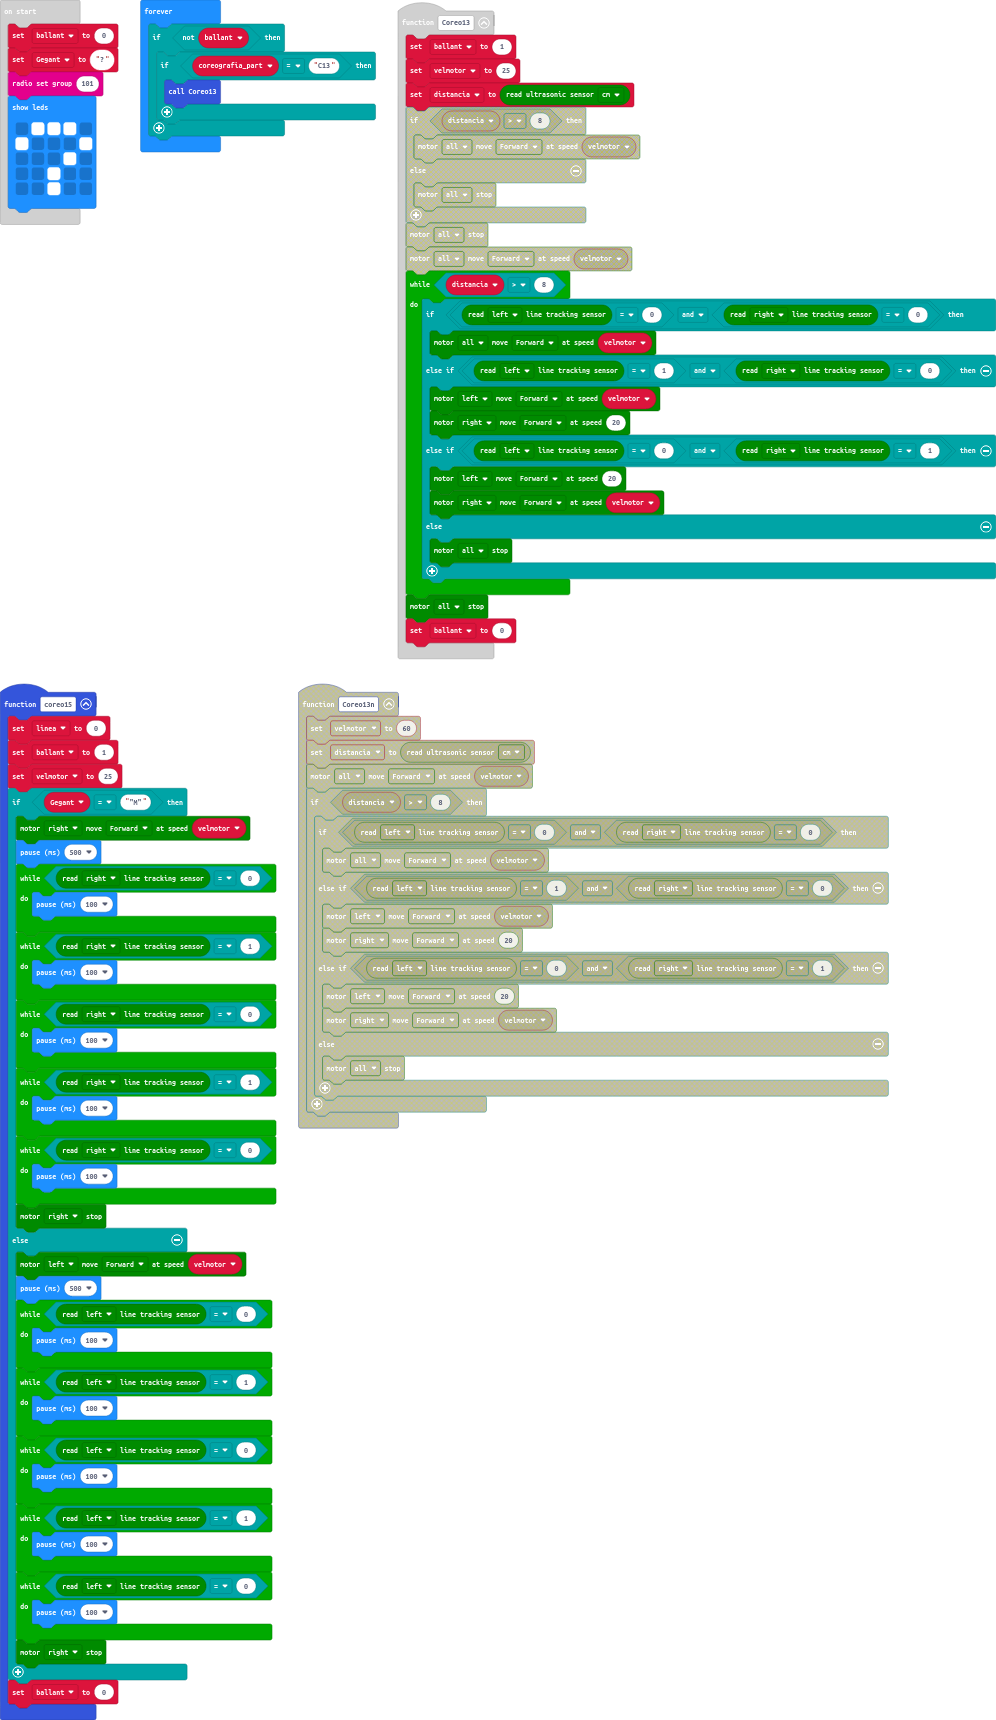 on start
set ballant to 0
set Gegant to "?"
radio set group 101
show leds
forever
if not ballant then
if coreografia_part = "C13" then
call Coreo13
function Coreo13
set ballant to 1
set velmotor to 25
set distancia to read ultrasonic sensor cm
if distancia > 8 then
motor all move Forward at speed velmotor
else
motor all stop
motor all stop
motor all move Forward at speed velmotor
while distancia > 8
do
if read left line tracking sensor = 0 and read right line tracking sensor = 0 then
motor all move Forward at speed velmotor
else if read left line tracking sensor = 1 and read right line tracking sensor = 0 then
motor left move Forward at speed velmotor
motor right move Forward at speed 20
else if read left line tracking sensor = 0 and read right line tracking sensor = 1 then
motor left move Forward at speed 20
motor right move Forward at speed velmotor
else
motor all stop
motor all stop
set ballant to 0
function coreo15
set linea to 0
set ballant to 1
set velmotor to 25
if Gegant = ""M"" then
motor right move Forward at speed velmotor
pause (ms) 500
while read right line tracking sensor = 0
do pause (ms) 100
while read right line tracking sensor = 1
do pause (ms) 100
while read right line tracking sensor = 0
do pause (ms) 100
while read right line tracking sensor = 1
do pause (ms) 100
while read right line tracking sensor = 0
do pause (ms) 100
motor right stop
else
motor left move Forward at speed velmotor
pause (ms) 500
while read left line tracking sensor = 0
do pause (ms) 100
while read left line tracking sensor = 1
do pause (ms) 100
while read left line tracking sensor = 0
do pause (ms) 100
while read left line tracking sensor = 1
do pause (ms) 100
while read left line tracking sensor = 0
do pause (ms) 100
motor right stop
set ballant to 0
function Coreo13n
set velmotor to 60
set distancia to read ultrasonic sensor cm
motor all move Forward at speed velmotor
if distancia > 8 then
if read left line tracking sensor = 0 and read right line tracking sensor = 0 then
motor all move Forward at speed velmotor
else if read left line tracking sensor = 1 and read right line tracking sensor = 0 then
motor left move Forward at speed velmotor
motor right move Forward at speed 20
else if read left line tracking sensor = 0 and read right line tracking sensor = 1 then
motor left move Forward at speed 20
motor right move Forward at speed velmotor
else
motor all stop